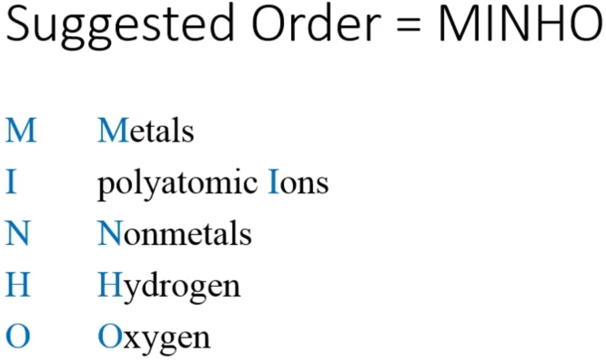 Suggested Order = MINHO
M Metals
I polyatomic Ions
N Nonmetals
H Hydrogen
O Oxygen